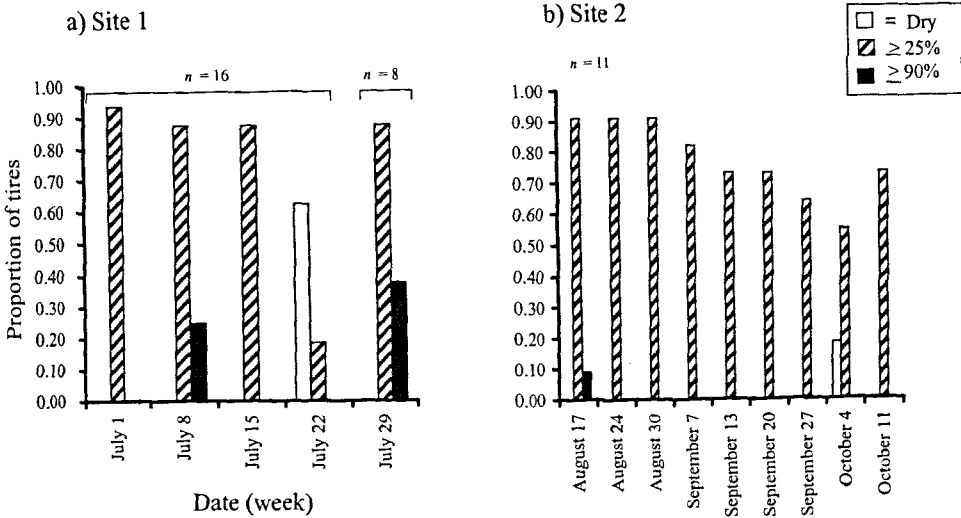 a) Site 1
n = 16
n = 8
Proportion of tires
1.00
0.90
0.80
0.70
0.60
0.50
0.40
0.30
0.20
0.10
0.00
July 1
July 8
July 15
July 22
July 29
Date (week)
b) Site 2
n = 11
1.00
0.90
0.80
0.70
0.60
0.50
0.40
0.30
0.20
0.10
0.00
August 17
August 24
August 30
September 7
September 13
September 20
September 27
October 4
October 11
= Dry
≥ 25%
≥ 90%